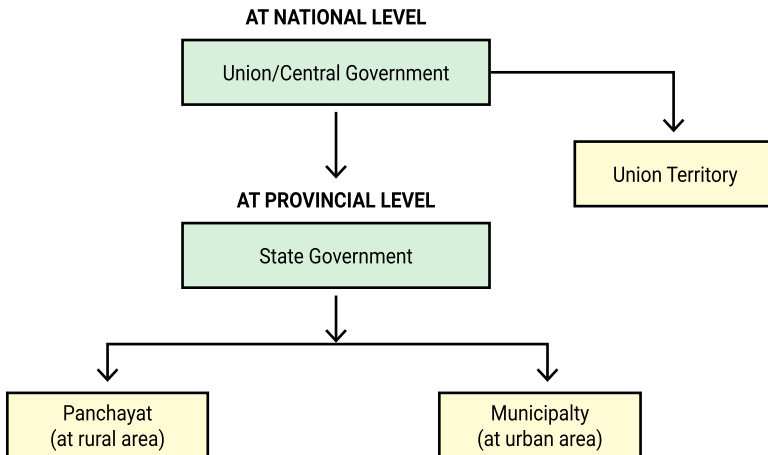 AT NATIONAL LEVEL
Union/Central Government
Union Territory
AT PROVINCIAL LEVEL
State Government
Panchayat
(at rural area)
Municipalty
(at urban area)